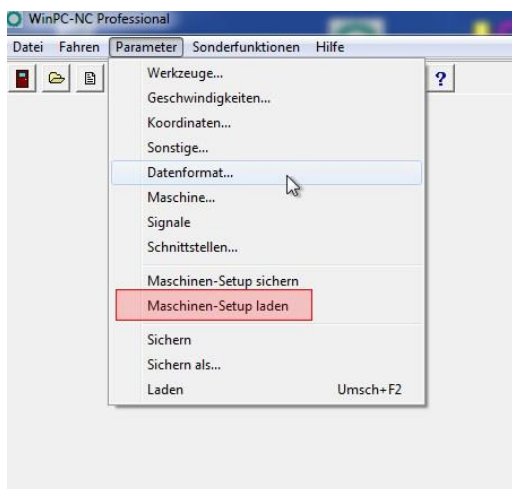 WinPC-NC Professional
Datei Fahren Parameter Sonderfunktionen Hilfe
?
Werkzeuge...
Geschwindigkeiten...
Koordinaten...
Sonstige...
Datenformat...
Maschine...
Signale
Schnittstellen...
Maschinen-Setup sichern
Maschinen-Setup laden
Sichern
Sichern als...
Laden Umsch+F2